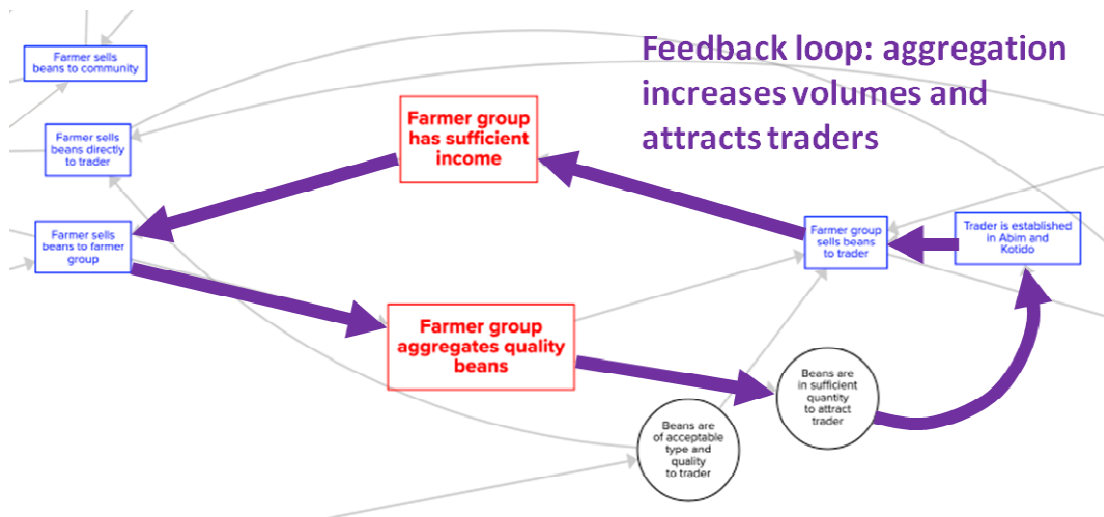 Feedback loop: aggregation
increases volumes and
attracts traders
Farmer sells
beans to community
Farmer sells
beans directly
to trader
Farmer group
has sufficient
income
Farmer sells
beans to farmer
group
Farmer group
sells beans
to trader
Trader is established
in Abim and
Kotido
Farmer group
aggregates quality
beans
Beans are
in sufficient
quantity
to attract
trader
Beans are
of acceptable
type and
quality
to trader